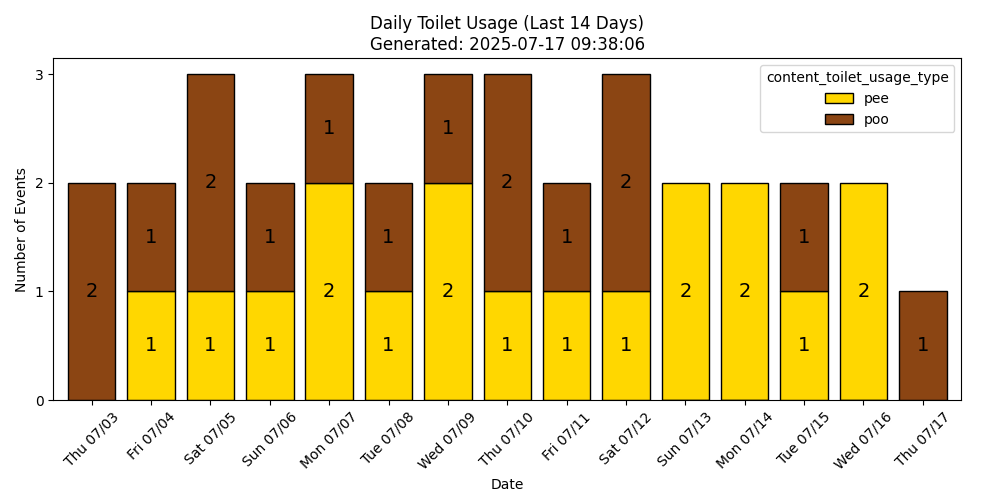 Daily Toilet Usage (Last 14 Days)
Generated: 2025-07-17 09:38:06
content_toilet_usage_type
pee
poo
Number of Events
3
2
1
0
2
1
1
2
1
1
1
1
2
1
1
1
2
2
1
1
1
2
1
2
2
1
1
2
1
Thu 07/03
Fri 07/04
Sat 07/05
Sun 07/06
Mon 07/07
Tue 07/08
Wed 07/09
Thu 07/10
Fri 07/11
Sat 07/12
Sun 07/13
Mon 07/14
Tue 07/15
Wed 07/16
Thu 07/17
Date